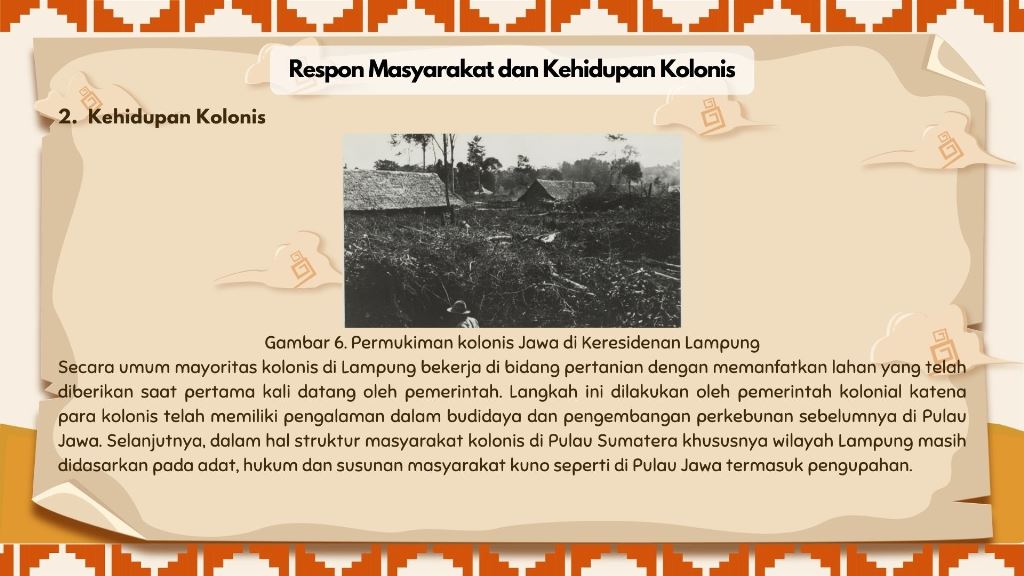 Respon Masyarakat dan Kehidupan Kolonis
2. Kehidupan Kolonis
Gambar 6. Permukiman kolonis Jawa di Keresidenan Lampung
Secara umum mayoritas kolonis di Lampung bekerja di bidang pertanian dengan memanfatkan lahan yang telah
diberikan saat pertama kali datang oleh pemerintah. Langkah ini dilakukan oleh pemerintah kolonial katena
para kolonis telah memiliki pengalaman dalam budidaya dan pengembangan perkebunan sebelumnya di Pulau
Jawa. Selanjutnya, dalam hal struktur masyarakat kolonis di Pulau Sumatera khususnya wilayah Lampung masih
didasarkan pada adat, hukum dan susunan masyarakat kuno seperti di Pulau Jawa termasuk pengupahan.